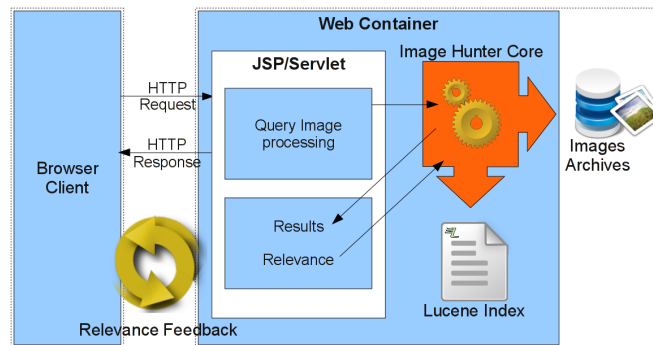 Web Container
JSP/Servlet
Image Hunter Core
HTTP
Request
Query Image
processing
HTTP
Response
Browser
Client
Images
Archives
Results
Relevance
Lucene Index
Relevance Feedback